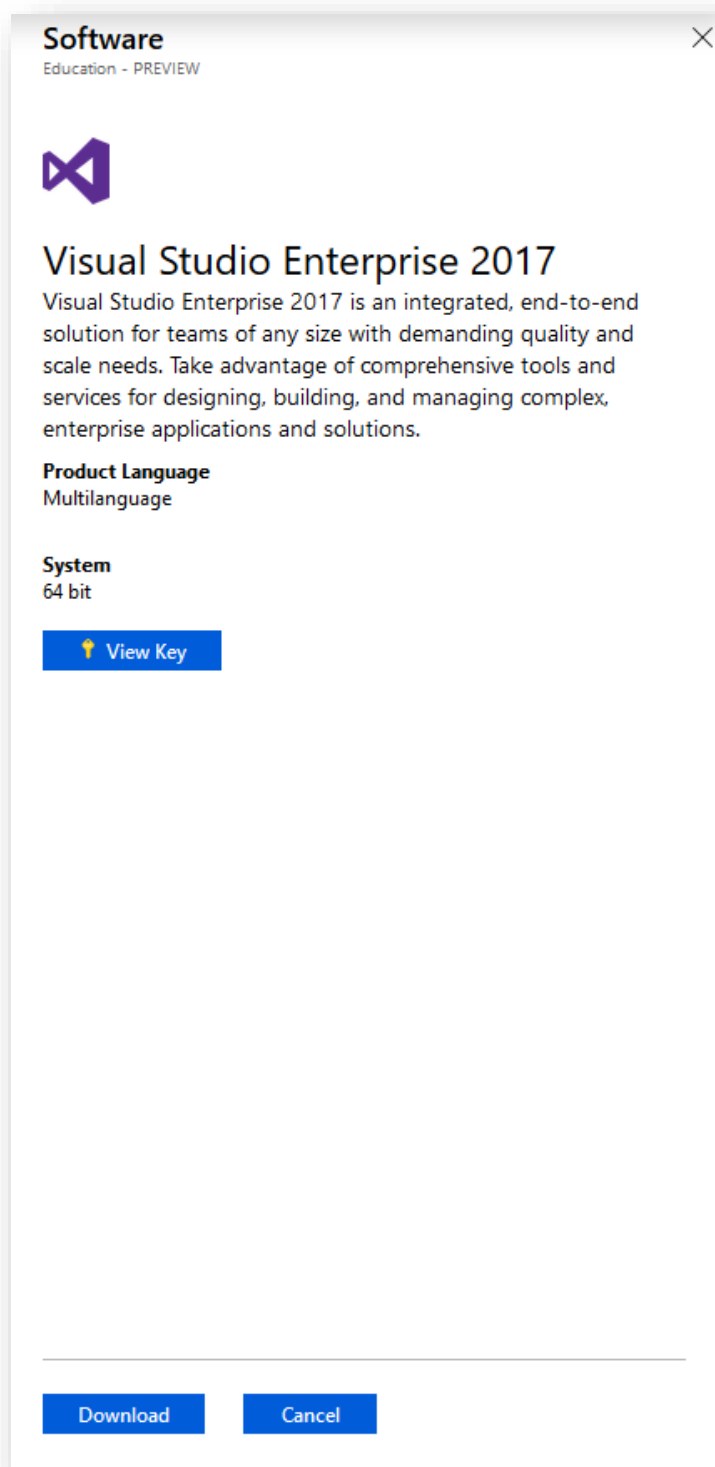 Software
Education - PREVIEW
Visual Studio Enterprise 2017
Visual Studio Enterprise 2017 is an integrated, end-to-end
solution for teams of any size with demanding quality and
scale needs. Take advantage of comprehensive tools and
services for designing, building, and managing complex,
enterprise applications and solutions.
Product Language
Multilanguage
System
64 bit
View Key
Download Cancel